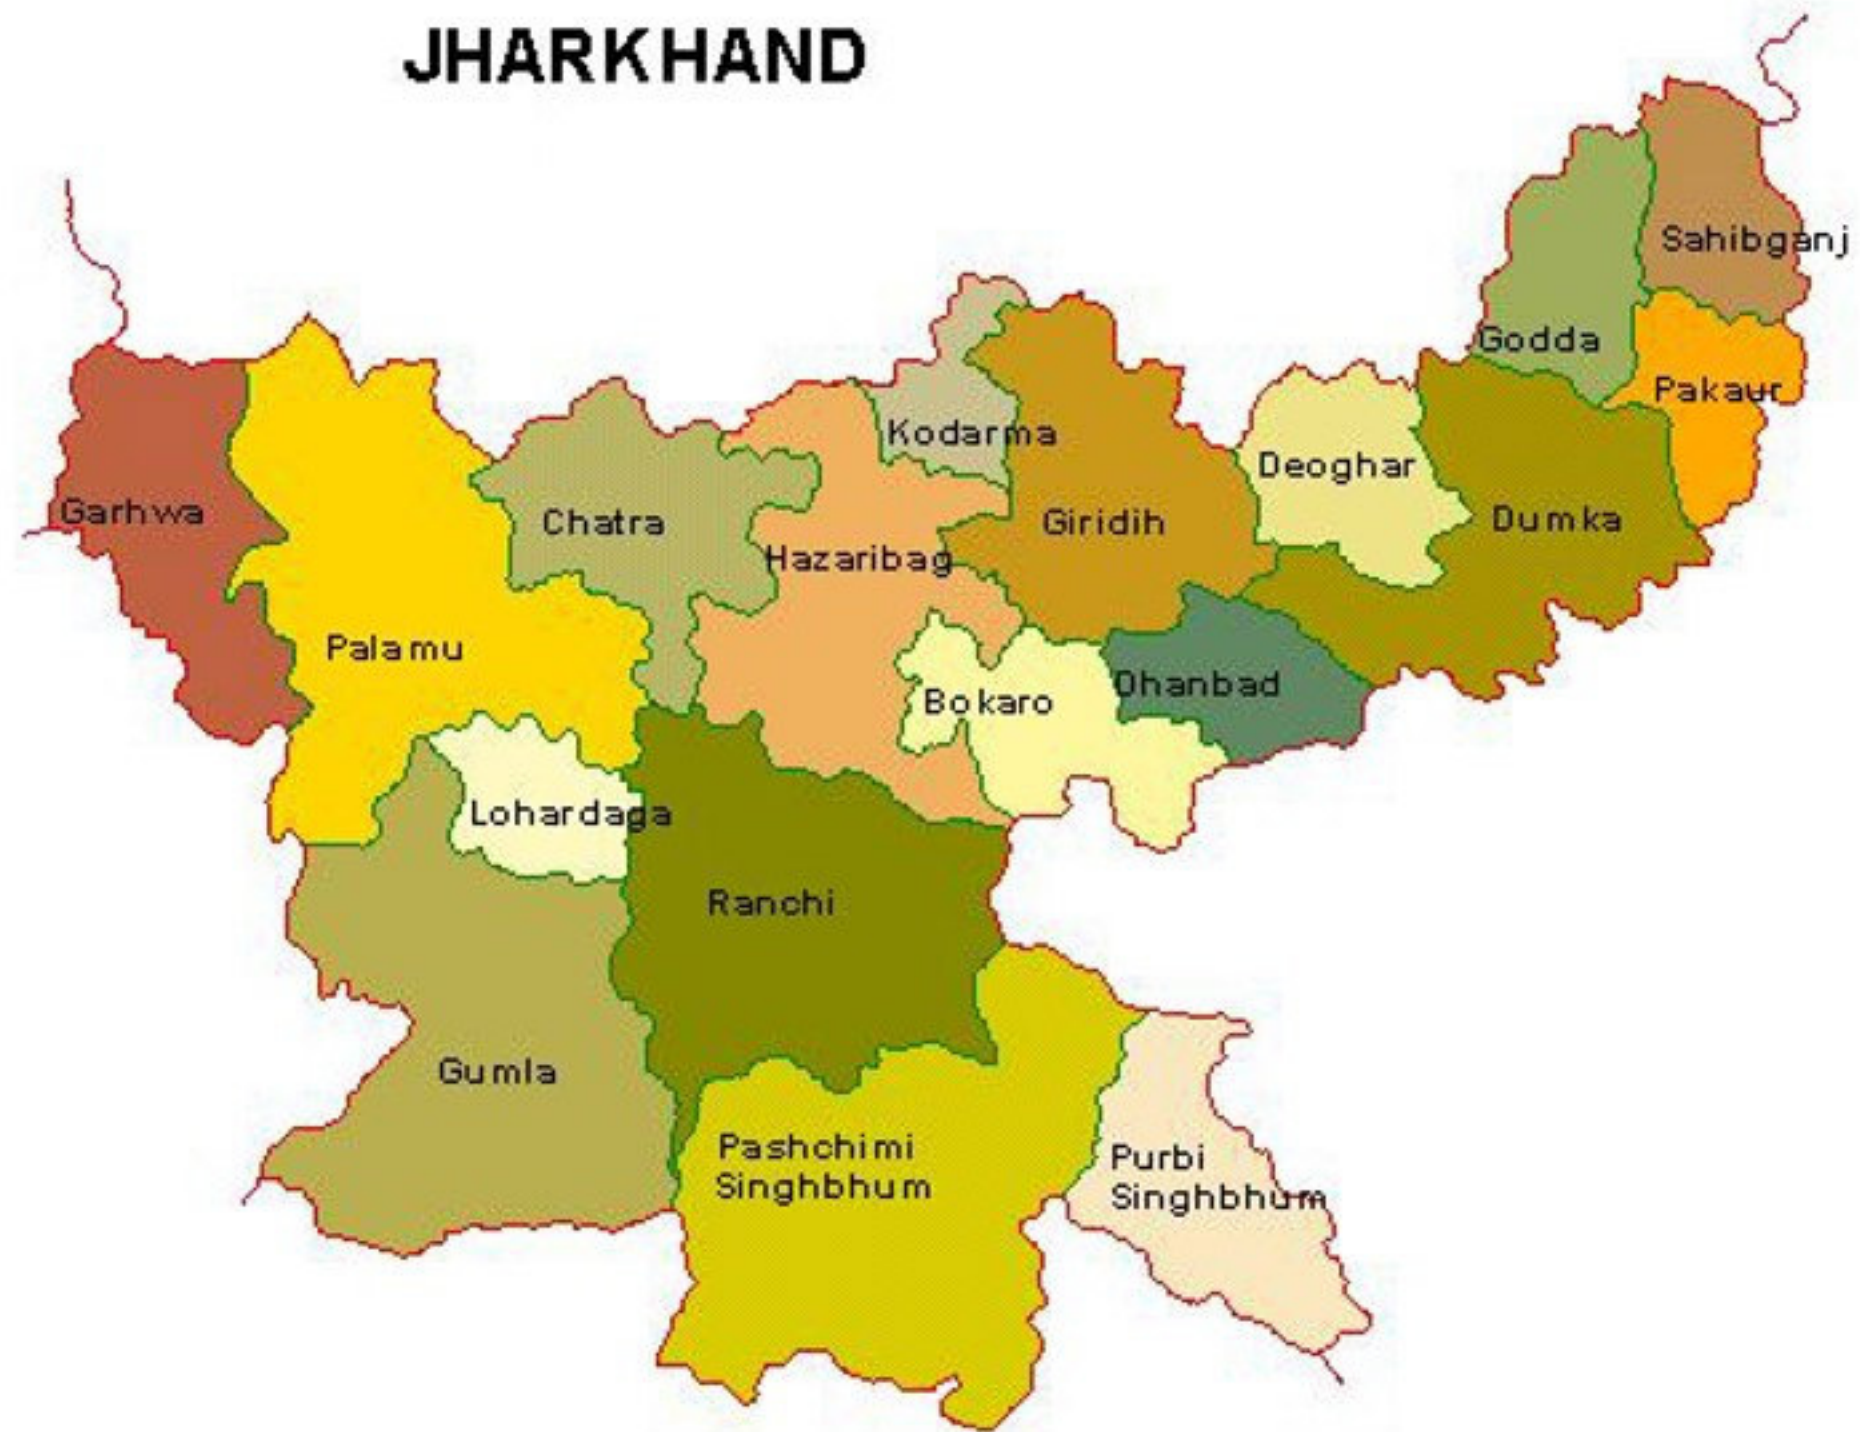 JHARKHAND
Sahibganj
Godda
Pakaur
Kodarma
Deoghar
Garhwa
Chatra
Giridih
Dumka
Hazaribag
Palamu
Bokaro
Dhanbad
Lohardaga
Ranchi
Gumla
Pashchimi
Singhbhum
Purbi
Singhbhum